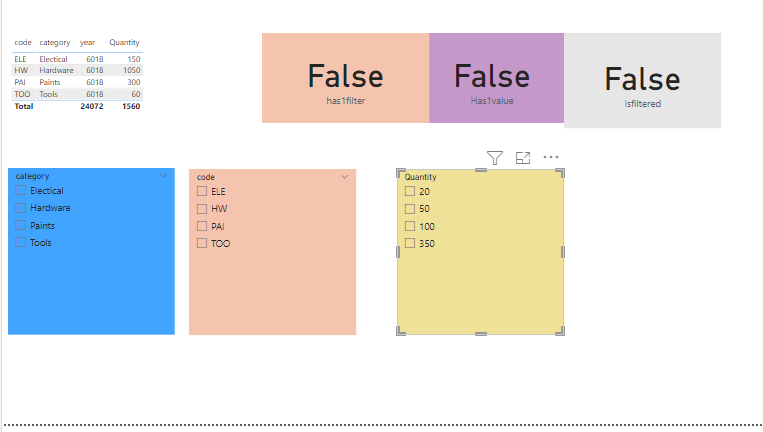 code category year Quantity
ELE Electical 6018 150
HW Hardware 6018 1050
PAI Paints 6018 300
TOO Tools 6018 60
Total 24072 1560
False
has1filter
False
Has1value
False
Isfiltered
category
Electical
Hardware
Paints
Tools
code
ELE
HW
PAI
TOO
Quantity
20
50
100
350